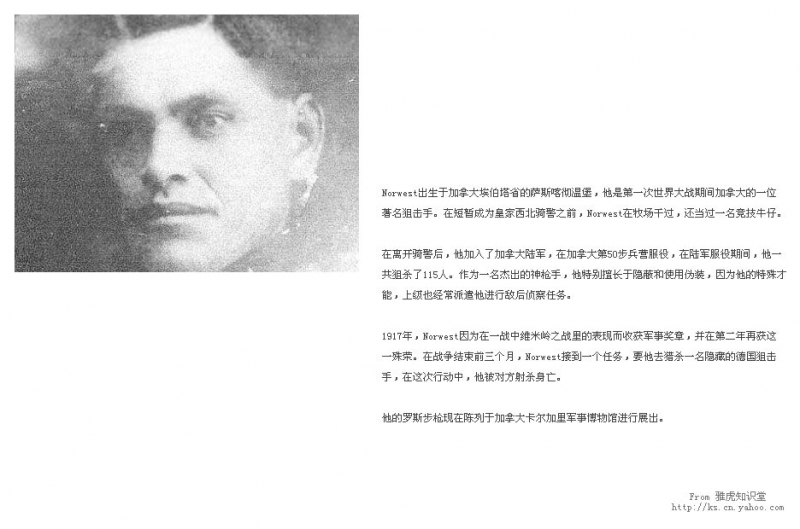 Norwest出生于加拿大埃伯塔省的萨斯喀彻温堡，他是第一次世界大战期间加拿大的一位
著名狙击手。在短暂成为皇家西北骑警之前，Norwest在牧场干过，还当过一名竞技牛仔。
在离开骑警后，他加入了加拿大陆军，在加拿大第50步兵营服役，在陆军服役期间，他一
共狙杀了115人。作为一名杰出的神枪手，他特别擅长于隐蔽和使用伪装，因为他的特殊才
能，上级也经常派遣他进行敌后侦察任务。
1917年，Norwest因为在一战中维米岭之战里的表现而收获军事奖章，并在第二年再获这
一殊荣。在战争结束前三个月，Norwest接到一个任务，要他去猎杀一名隐藏的德国狙击
手，在这次行动中，他被对方射杀身亡。
他的罗斯步枪现在陈列于加拿大卡尔加里军事博物馆进行展出。
From 雅虎知识堂
http://ks.cn.yahoo.com